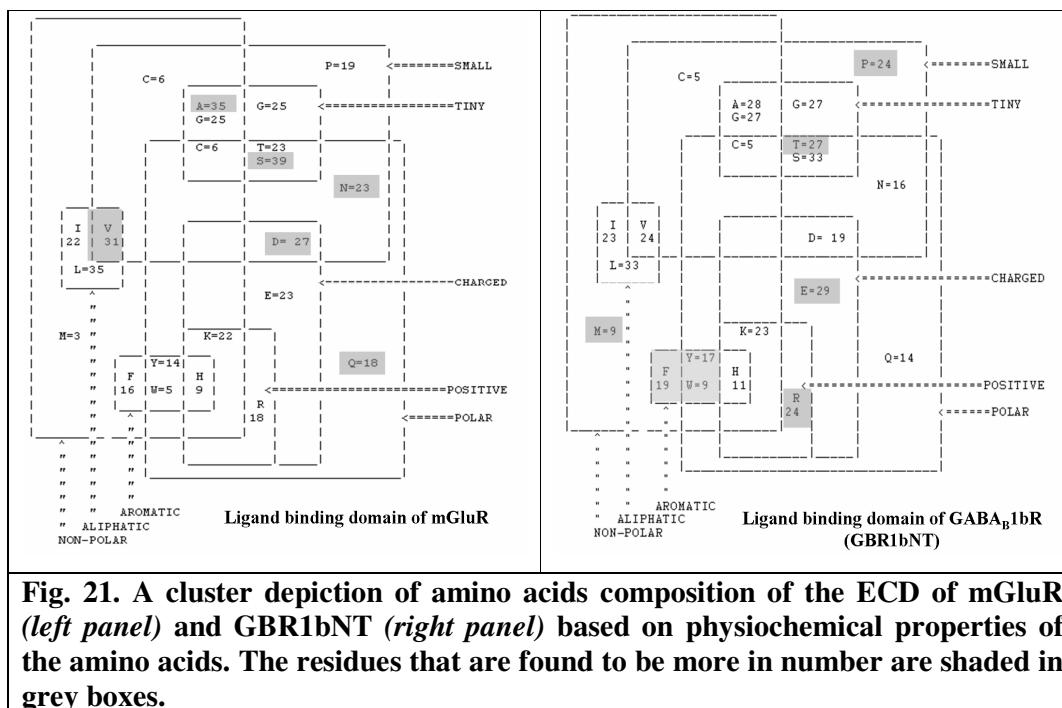 P=19 <======SMALL
C=6
A=35 G=25 <============TINY
G=25
C=6 T=23
S=39
N=23
I V
22 31
D= 27
L=35
<============CHARGED
E=23
M=3
K=22
Y=14
F H
Q=18
16 W=5 9
<================POSITIVE
R
18
<=====POLAR
AROMATIC
ALIPHATIC
NON-POLAR
Ligand binding domain of mGluR
P=24 <======SMALL
C=5
A=28 G=27 <============TINY
G=27
C=5 T=27
S=33
N=16
I V
23 24
D= 19
L=33
<============CHARGED
E=29
M=9
K=23
Y=17
F H
Q=14
19 W=9 11
<================POSITIVE
R
24
<=====POLAR
AROMATIC
ALIPHATIC
NON-POLAR
Ligand binding domain of GABAB1bR
(GBR1bNT)
Fig. 21. A cluster depiction of amino acids composition of the ECD of mGluR
(left panel) and GBR1bNT (right panel) based on physiochemical properties of
the amino acids. The residues that are found to be more in number are shaded in
grey boxes.